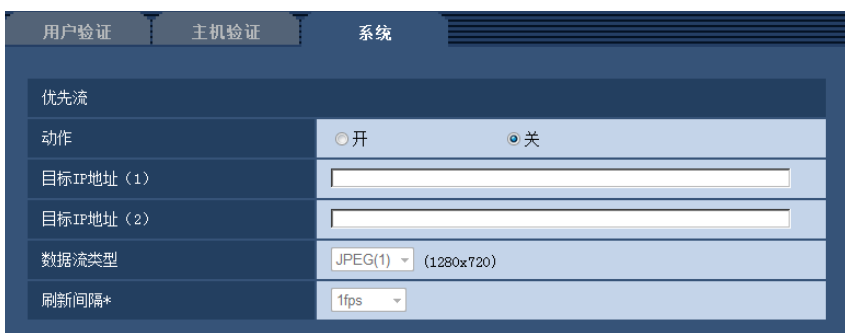 用户验证 主机验证 系统
优先流
动作 开 关
目标IP地址（1）
目标IP地址（2）
数据流类型 JPEG(1) (1280x720)
刷新间隔* 1fps